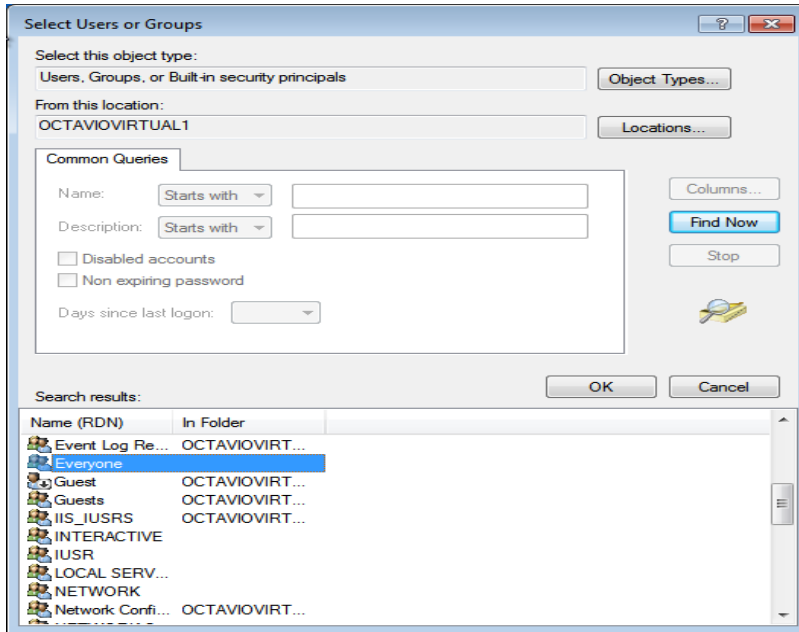 Select Users or Groups
Select this object type:
Users, Groups, or Built-in security principals
Object Types...
From this location:
OCTAVIOVIRTUAL1
Locations...
Common Queries
Name: Starts with
Columns...
Description: Starts with
Find Now
Disabled accounts
Stop
Non expiring password
Days since last logon:
OK Cancel
Search results:
Name (RDN) In Folder
Event Log Re... OCTAVIOVIRT...
Everyone
Guest OCTAVIOVIRT...
Guests OCTAVIOVIRT...
IIS_IUSRS OCTAVIOVIRT...
INTERACTIVE
IUSR
LOCAL SERV...
NETWORK
Network Confi... OCTAVIOVIRT...